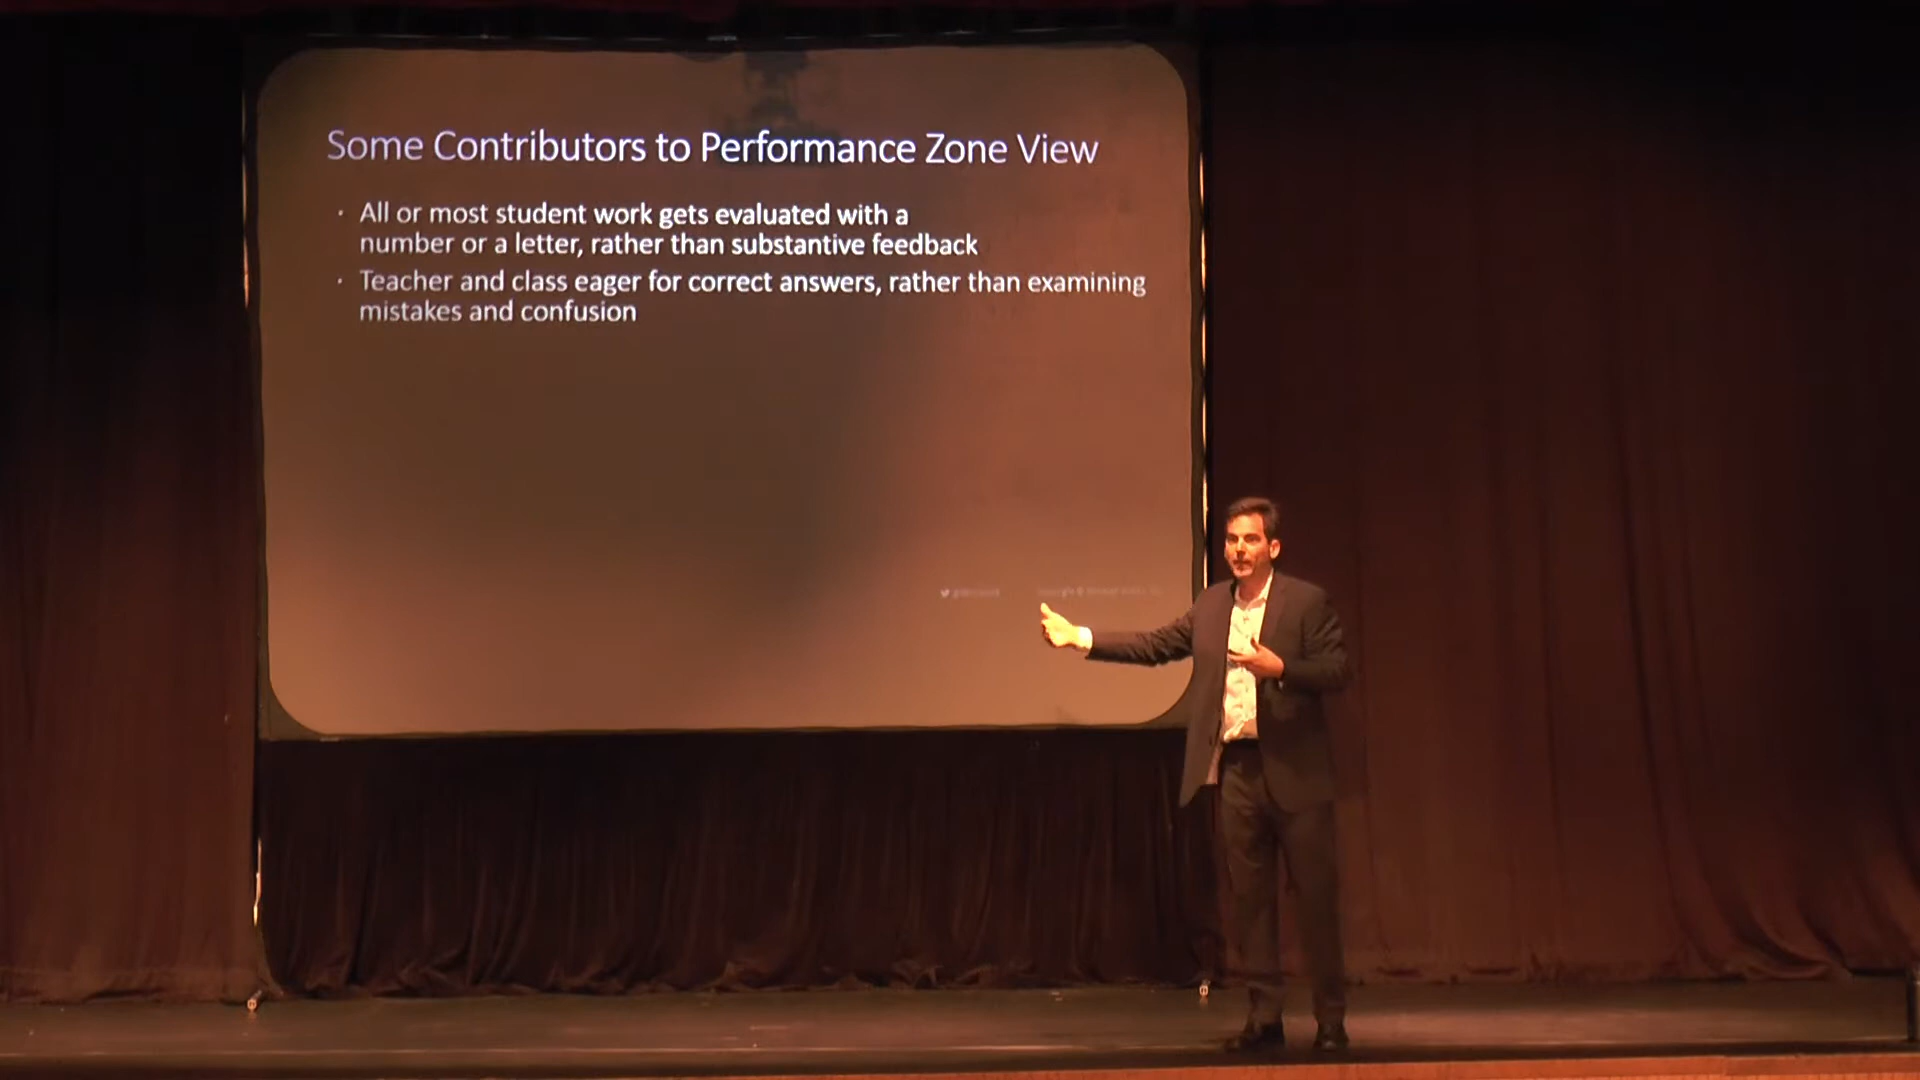 Some Contributors to Performance Zone View
· All or most student work gets evaluated with a
number or a letter, rather than substantive feedback
· Teacher and class eager for correct answers, rather than examining
mistakes and confusion